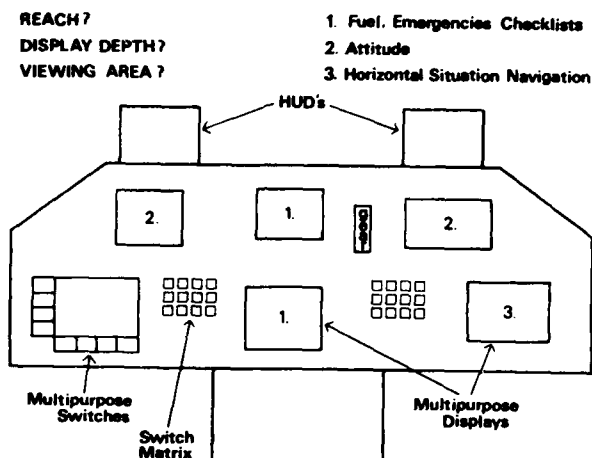 REACH?
DISPLAY DEPTH?
VIEWING AREA?
1. Fuel, Emergencies Checklists
2. Attitude
3. Horizontal Situation Navigation
HUD's
2.
1.
2.
1.
3.
Multipurpose
Switches
Switch
Matrix
Multipurpose
Displays